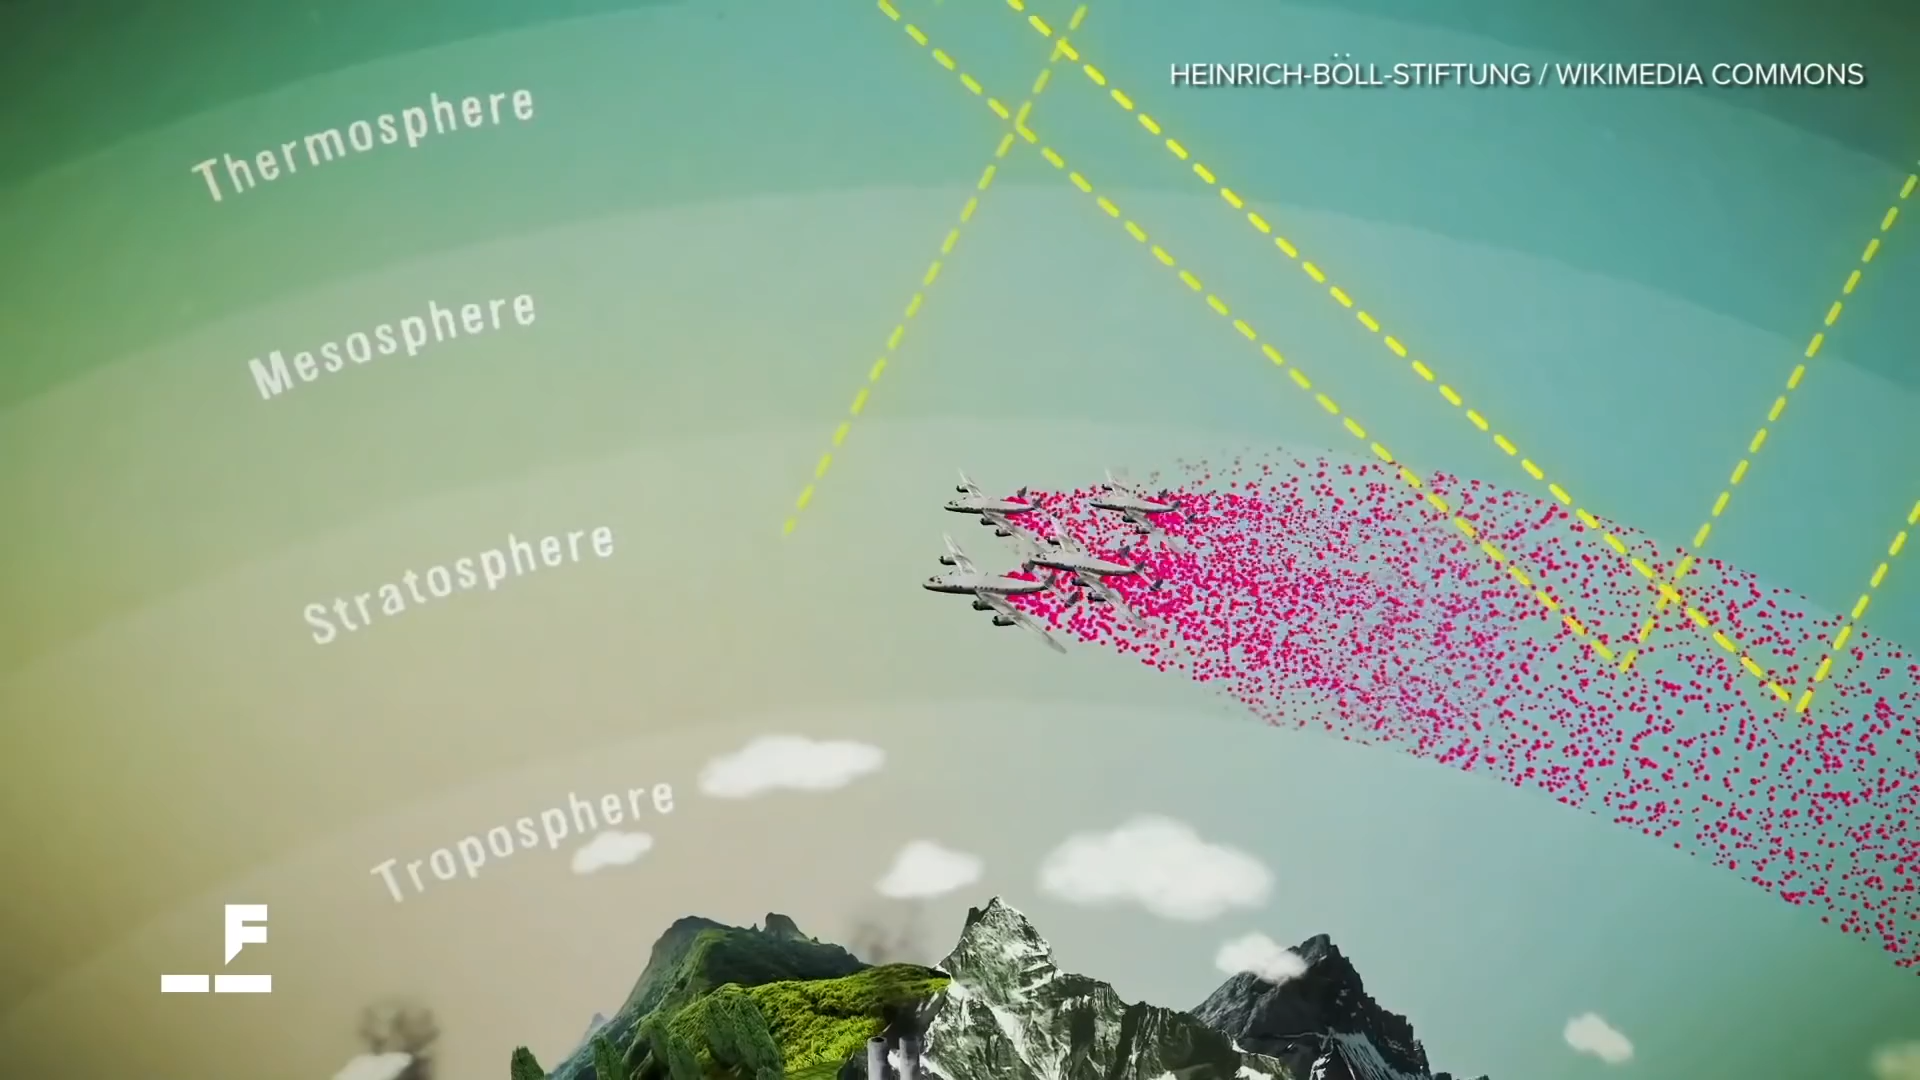 HEINRICH-BÖLL-STIFTUNG / WIKIMEDIA COMMONS
Thermosphere
Mesosphere
Stratosphere
Troposphere
F